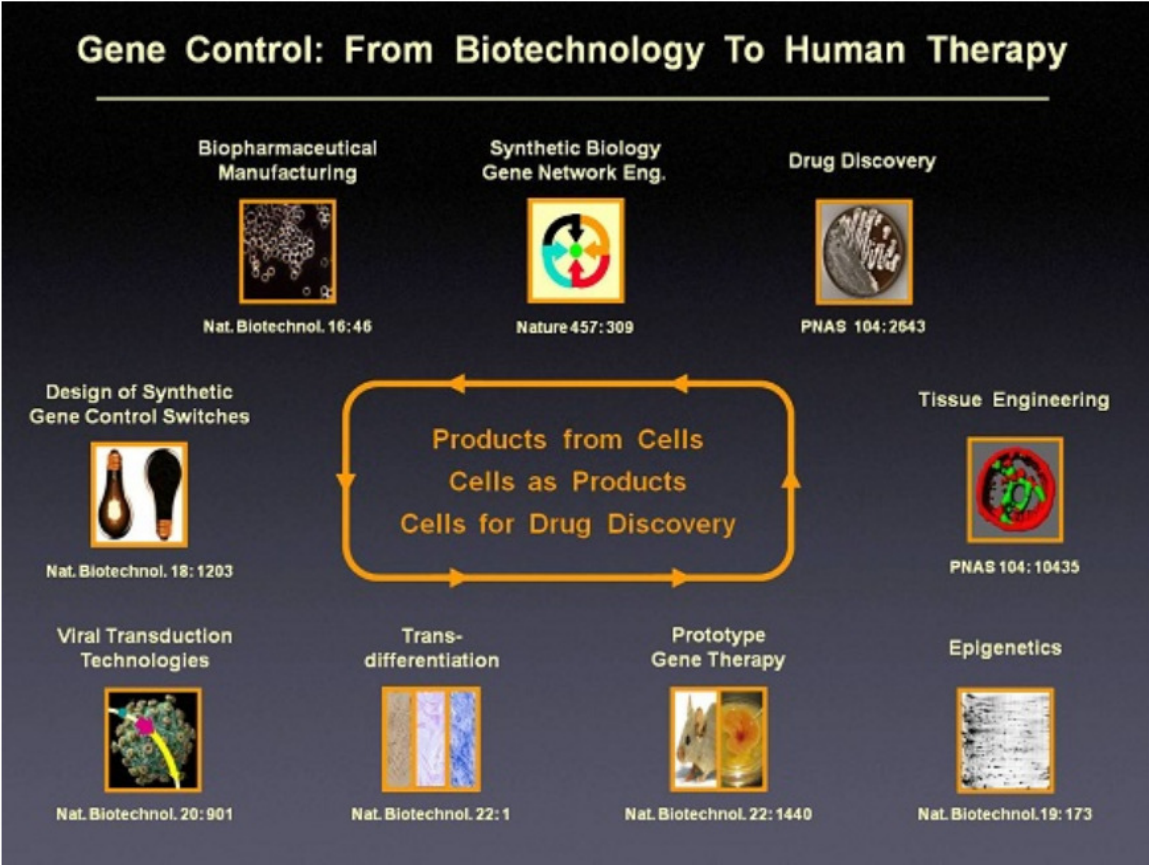 Gene Control: From Biotechnology To Human Therapy
Biopharmaceutical
Manufacturing
Nat. Biotechnol. 16: 46
Synthetic Biology
Gene Network Eng.
Nature 457: 309
Drug Discovery
PNAS 104: 2643
Design of Synthetic
Gene Control Switches
Nat. Biotechnol. 18: 1203
Products from Cells
Cells as Products
Cells for Drug Discovery
Tissue Engineering
PNAS 104: 10435
Viral Transduction
Technologies
Nat. Biotechnol. 20: 901
Trans-
differentiation
Nat. Biotechnol. 22: 1
Prototype
Gene Therapy
Nat. Biotechnol. 22: 1440
Epigenetics
Nat. Biotechnol.19: 173